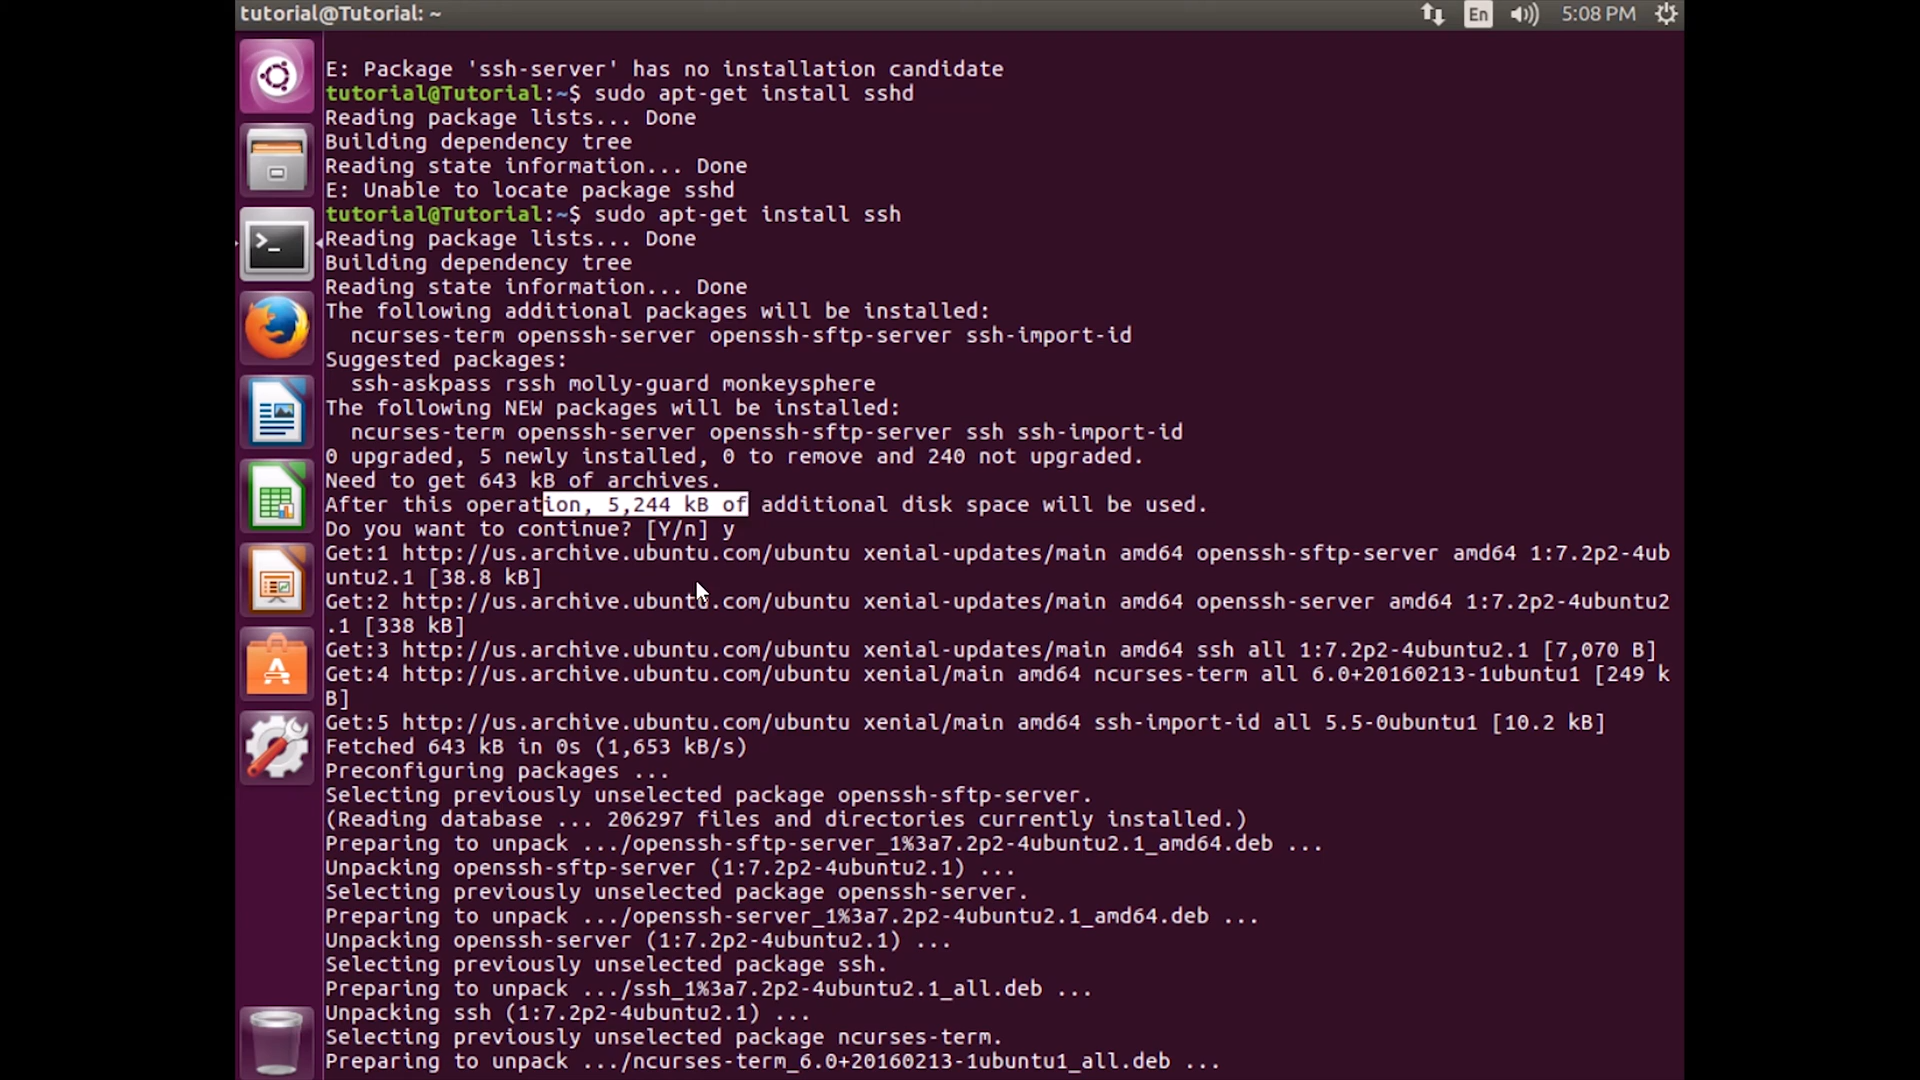 tutorial@Tutorial: ~
En
5:08 PM
E: Package 'ssh-server' has no installation candidate
tutorial@Tutorial:~$ sudo apt-get install sshd
Reading package lists... Done
Building dependency tree
Reading state information... Done
E: Unable to locate package sshd
tutorial@Tutorial:~$ sudo apt-get install ssh
Reading package lists... Done
Building dependency tree
Reading state information... Done
The following additional packages will be installed:
  ncurses-term openssh-server openssh-sftp-server ssh-import-id
Suggested packages:
  ssh-askpass rssh molly-guard monkeysphere
The following NEW packages will be installed:
  ncurses-term openssh-server openssh-sftp-server ssh ssh-import-id
0 upgraded, 5 newly installed, 0 to remove and 240 not upgraded.
Need to get 643 kB of archives.
After this operation, 5,244 kB of additional disk space will be used.
Do you want to continue? [Y/n] y
Get:1 http://us.archive.ubuntu.com/ubuntu xenial-updates/main amd64 openssh-sftp-server amd64 1:7.2p2-4ub
untu2.1 [38.8 kB]
Get:2 http://us.archive.ubuntu.com/ubuntu xenial-updates/main amd64 openssh-server amd64 1:7.2p2-4ubuntu2
.1 [338 kB]
Get:3 http://us.archive.ubuntu.com/ubuntu xenial-updates/main amd64 ssh all 1:7.2p2-4ubuntu2.1 [7,070 B]
Get:4 http://us.archive.ubuntu.com/ubuntu xenial/main amd64 ncurses-term all 6.0+20160213-1ubuntu1 [249 k
B]
Get:5 http://us.archive.ubuntu.com/ubuntu xenial/main amd64 ssh-import-id all 5.5-0ubuntu1 [10.2 kB]
Fetched 643 kB in 0s (1,653 kB/s)
Preconfiguring packages ...
Selecting previously unselected package openssh-sftp-server.
(Reading database ... 206297 files and directories currently installed.)
Preparing to unpack .../openssh-sftp-server_1%3a7.2p2-4ubuntu2.1_amd64.deb ...
Unpacking openssh-sftp-server (1:7.2p2-4ubuntu2.1) ...
Selecting previously unselected package openssh-server.
Preparing to unpack .../openssh-server_1%3a7.2p2-4ubuntu2.1_amd64.deb ...
Unpacking openssh-server (1:7.2p2-4ubuntu2.1) ...
Selecting previously unselected package ssh.
Preparing to unpack .../ssh_1%3a7.2p2-4ubuntu2.1_all.deb ...
Unpacking ssh (1:7.2p2-4ubuntu2.1) ...
Selecting previously unselected package ncurses-term.
Preparing to unpack .../ncurses-term_6.0+20160213-1ubuntu1_all.deb ...